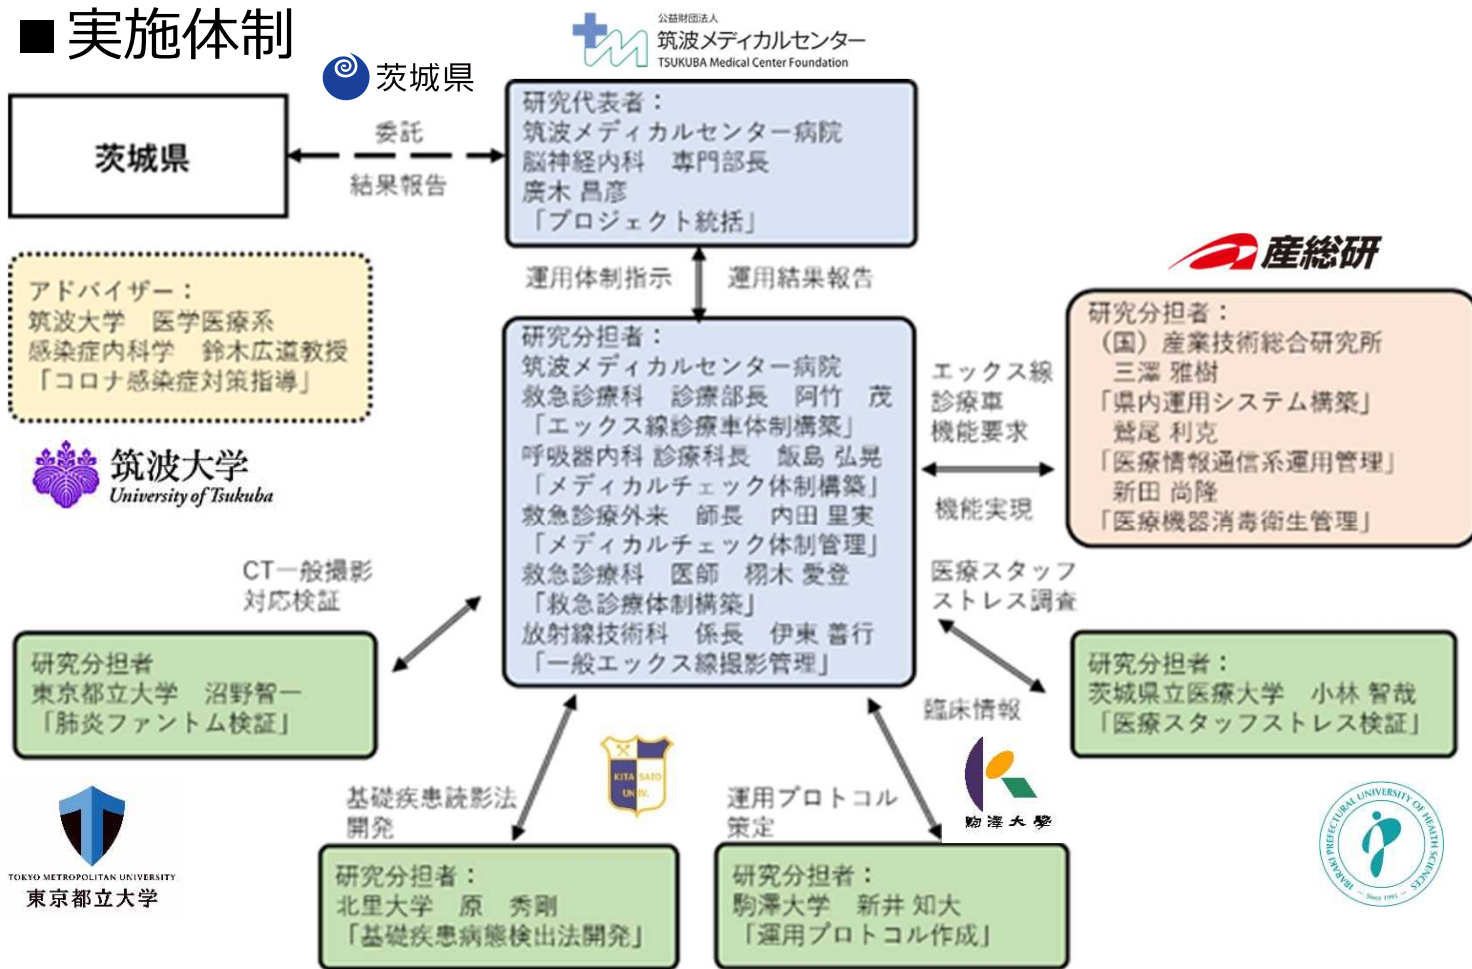 ■実施体制
茨城県
公益財団法人
筑波メディカルセンター
TSUKUBA Medical Center Foundation
茨城県
委託
結果報告
研究代表者：
筑波メディカルセンター病院
脳神経内科　専門部長
廣木 昌彦
「プロジェクト統括」
運用体制指示
運用結果報告
アドバイザー：
筑波大学　医学医療系
感染症内科学　鈴木広道教授
「コロナ感染症対策指導」
筑波大学
University of Tsukuba
研究分担者：
筑波メディカルセンター病院
救急診療科　診療部長　阿竹　茂
「エックス線診療車体制構築」
呼吸器内科 診療科長　飯島 弘晃
「メディカルチェック体制構築」
救急診療外来　師長　内田 里実
「メディカルチェック体制管理」
救急診療科　医師　栩木 愛登
「救急診療体制構築」
放射線技術科　係長　伊東 善行
「一般エックス線撮影管理」
エックス線
診療車
機能要求
機能実現
産総研
研究分担者：
（国）産業技術総合研究所
三澤 雅樹
「県内運用システム構築」
鷲尾 利克
「医療情報通信系運用管理」
新田 尚隆
「医療機器消毒衛生管理」
CT一般撮影
対応検証
研究分担者
東京都立大学　沼野智一
「肺炎ファントム検証」
TOKYO METROPOLITAN UNIVERSITY
東京都立大学
基礎疾患読影法
開発
KITA SATO
UNIV.
研究分担者：
北里大学　原　秀剛
「基礎疾患病態検出法開発」
運用プロトコル
策定
臨床情報
駒澤大學
研究分担者：
駒澤大学　新井 知大
「運用プロトコル作成」
医療スタッフ
ストレス調査
研究分担者：
茨城県立医療大学　小林 智哉
「医療スタッフストレス検証」
IBARAKI PREFECTURAL UNIVERSITY OF HEALTH SCIENCES
Since 1995